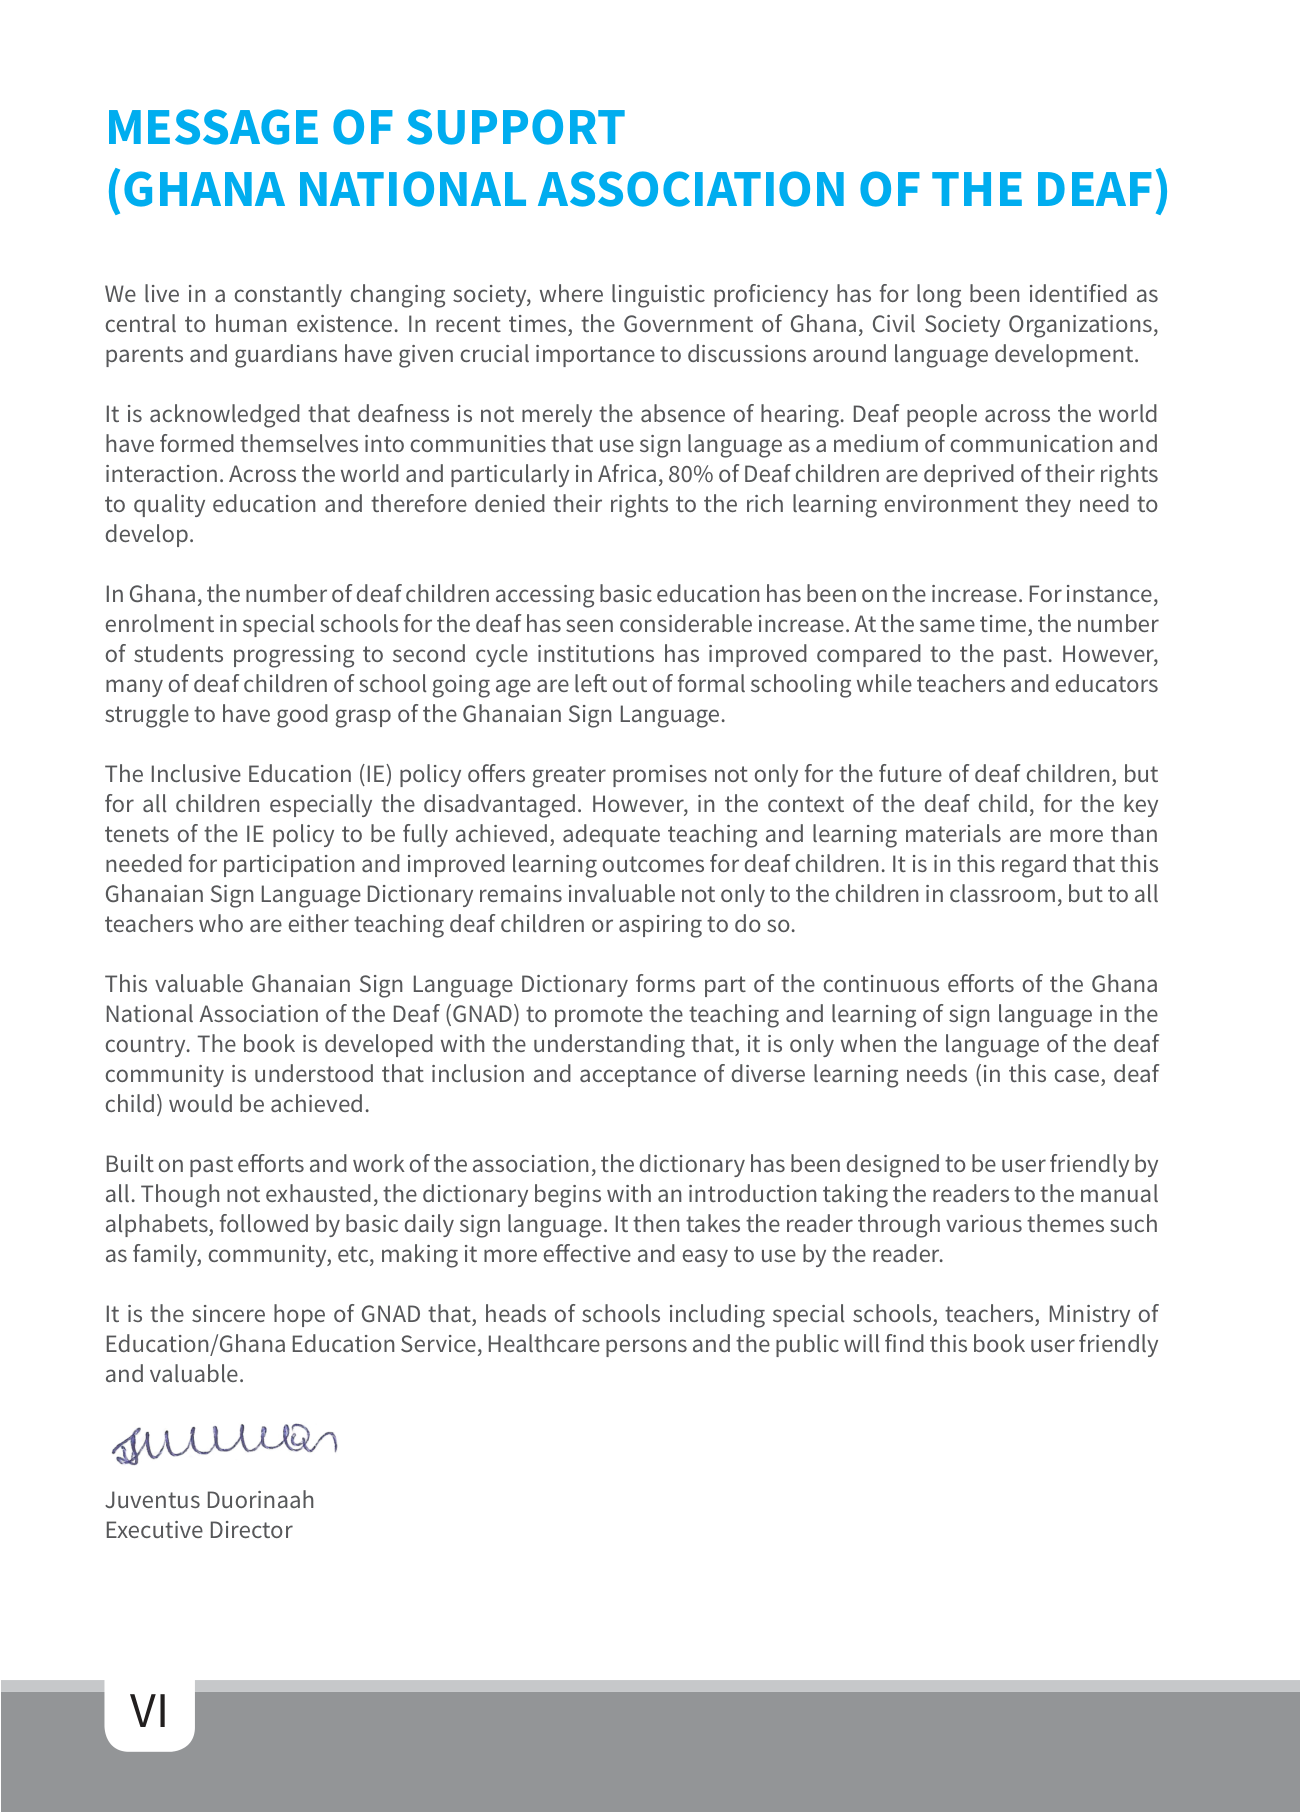 MESSAGE OF SUPPORT
(GHANA NATIONAL ASSOCIATION OF THE DEAF)
We live in a constantly changing society, where linguistic proficiency has for long been identified as
central to human existence. In recent times, the Government of Ghana, Civil Society Organizations,
parents and guardians have given crucial importance to discussions around language development.
It is acknowledged that deafness is not merely the absence of hearing. Deaf people across the world
have formed themselves into communities that use sign language as a medium of communication and
interaction. Across the world and particularly in Africa, 80% of Deaf children are deprived of their rights
to quality education and therefore denied their rights to the rich learning environment they need to
develop.
In Ghana, the number of deaf children accessing basic education has been on the increase. For instance,
enrolment in special schools for the deaf has seen considerable increase. At the same time, the number
of students progressing to second cycle institutions has improved compared to the past. However,
many of deaf children of school going age are left out of formal schooling while teachers and educators
struggle to have good grasp of the Ghanaian Sign Language.
The Inclusive Education (IE) policy offers greater promises not only for the future of deaf children, but
for all children especially the disadvantaged. However, in the context of the deaf child, for the key
tenets of the IE policy to be fully achieved, adequate teaching and learning materials are more than
needed for participation and improved learning outcomes for deaf children. It is in this regard that this
Ghanaian Sign Language Dictionary remains invaluable not only to the children in classroom, but to all
teachers who are either teaching deaf children or aspiring to do so.
This valuable Ghanaian Sign Language Dictionary forms part of the continuous efforts of the Ghana
National Association of the Deaf (GNAD) to promote the teaching and learning of sign language in the
country. The book is developed with the understanding that, it is only when the language of the deaf
community is understood that inclusion and acceptance of diverse learning needs (in this case, deaf
child) would be achieved.
Built on past efforts and work of the association, the dictionary has been designed to be user friendly by
all. Though not exhausted, the dictionary begins with an introduction taking the readers to the manual
alphabets, followed by basic daily sign language. It then takes the reader through various themes such
as family, community, etc, making it more effective and easy to use by the reader.
It is the sincere hope of GNAD that, heads of schools including special schools, teachers, Ministry of
Education/Ghana Education Service, Healthcare persons and the public will find this book user friendly
and valuable.
Juventus Duorinaah
Executive Director
VI